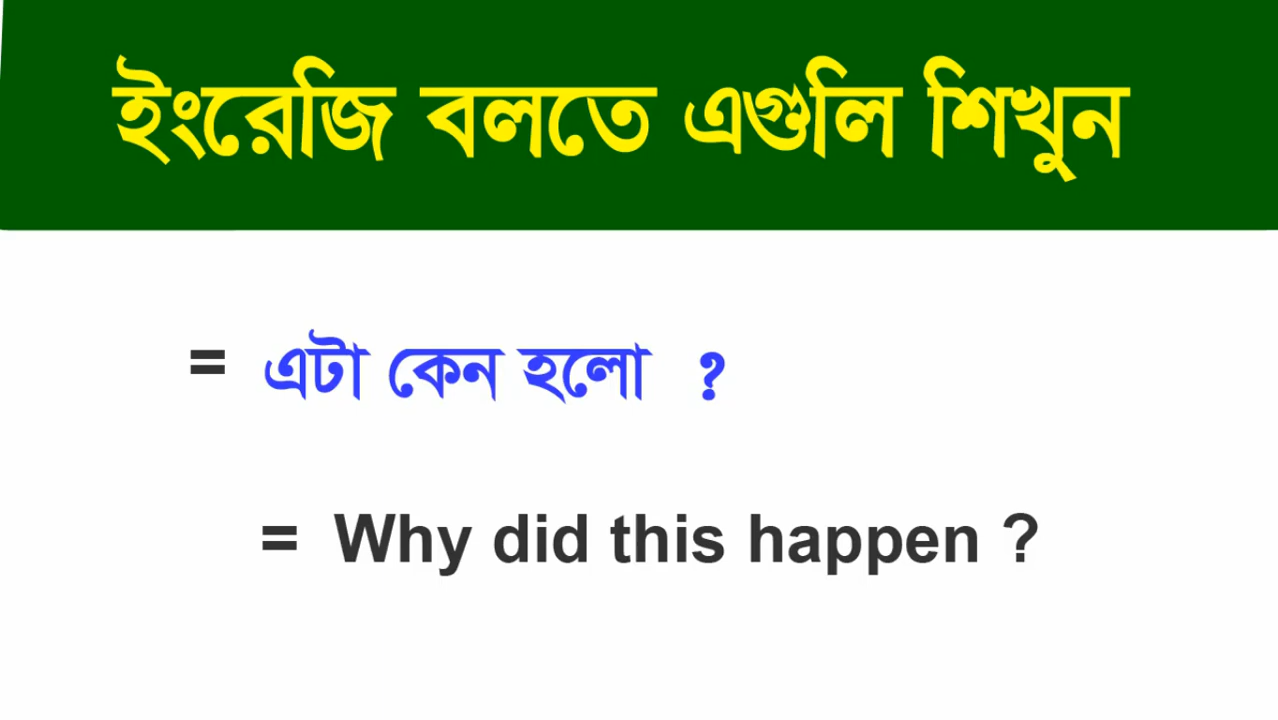 ইংরেজি বলতে এগুলি শিখুন
= এটা কেন হলো ?
= Why did this happen ?